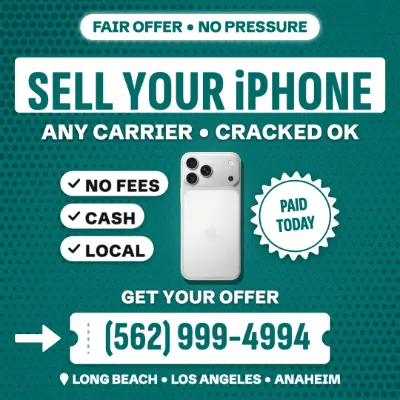 FAIR OFFER • NO PRESSURE
SELL YOUR iPHONE
ANY CARRIER • CRACKED OK
✓ NO FEES
✓ CASH
✓ LOCAL
PAID
TODAY
GET YOUR OFFER
(562) 999-4994
LONG BEACH • LOS ANGELES • ANAHEIM